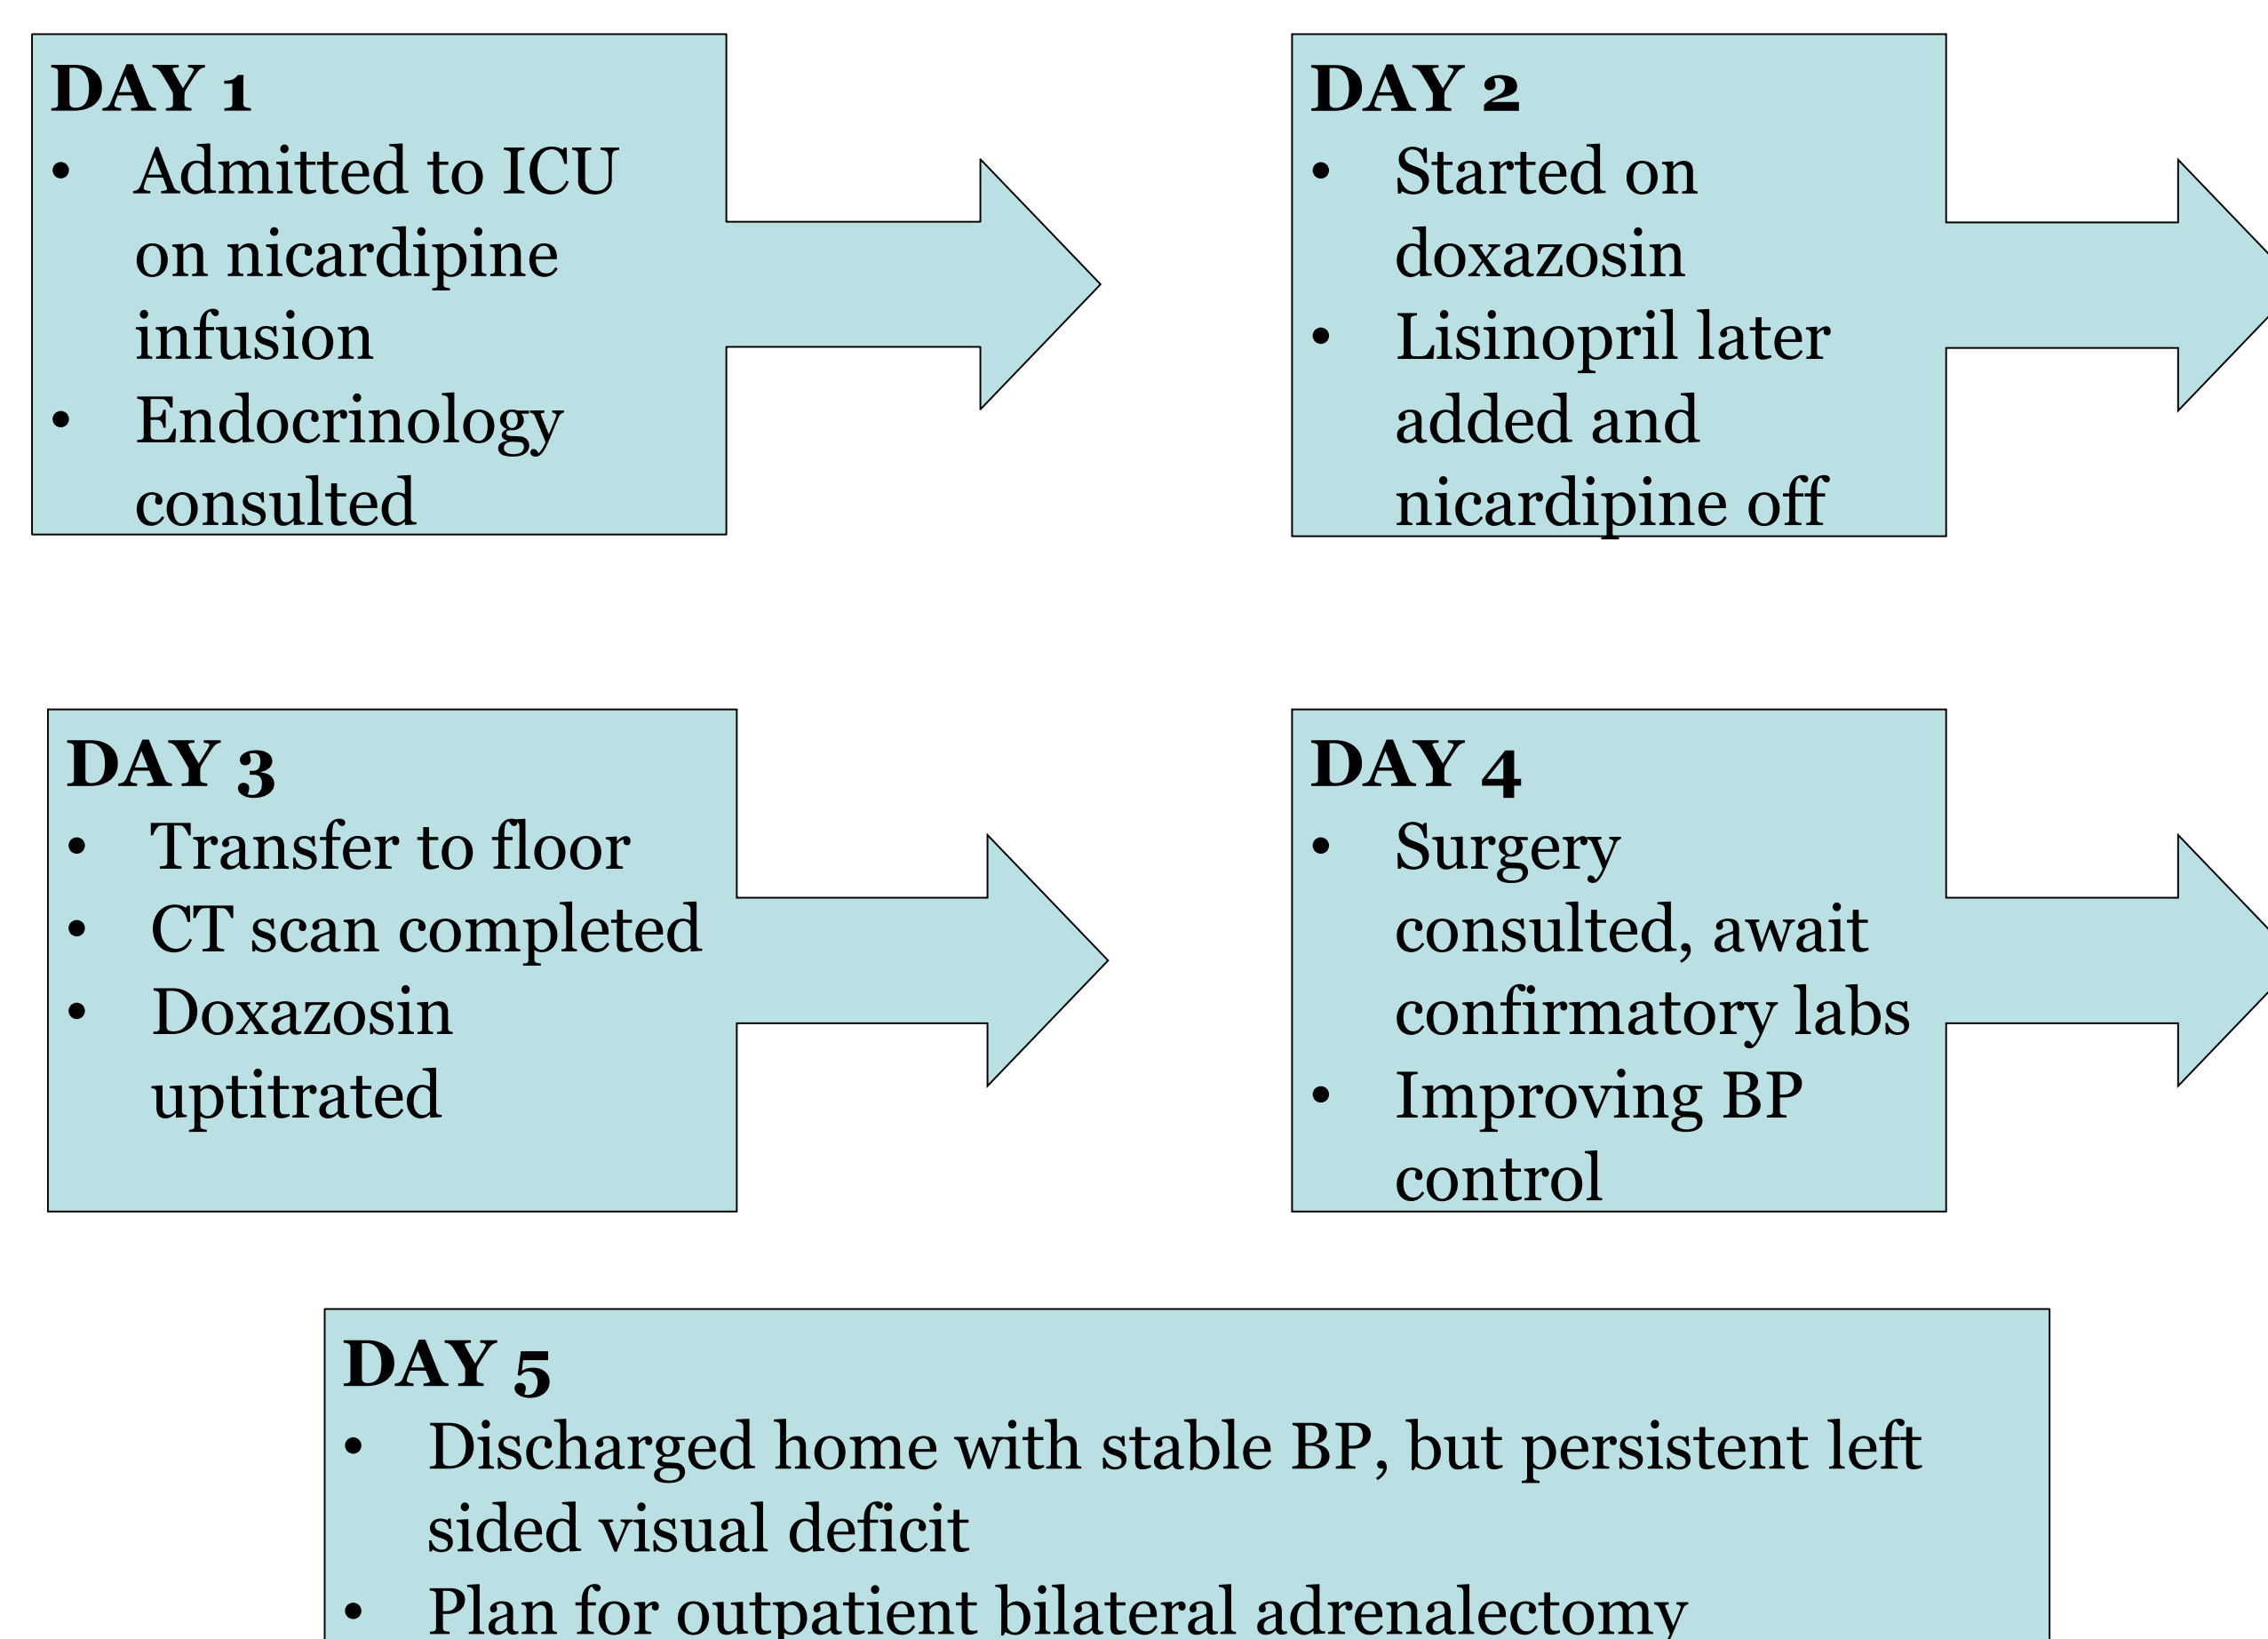 DAY 1
• Admitted to ICU
on nicardipine
infusion
• Endocrinology
consulted
DAY 2
• Started on
doxazosin
• Lisinopril later
added and
nicardipine off
DAY 3
• Transfer to floor
• CT scan completed
• Doxazosin
uptitrated
DAY 4
• Surgery
consulted, await
confirmatory labs
• Improving BP
control
DAY 5
• Discharged home with stable BP, but persistent left
sided visual deficit
• Plan for outpatient bilateral adrenalectomy